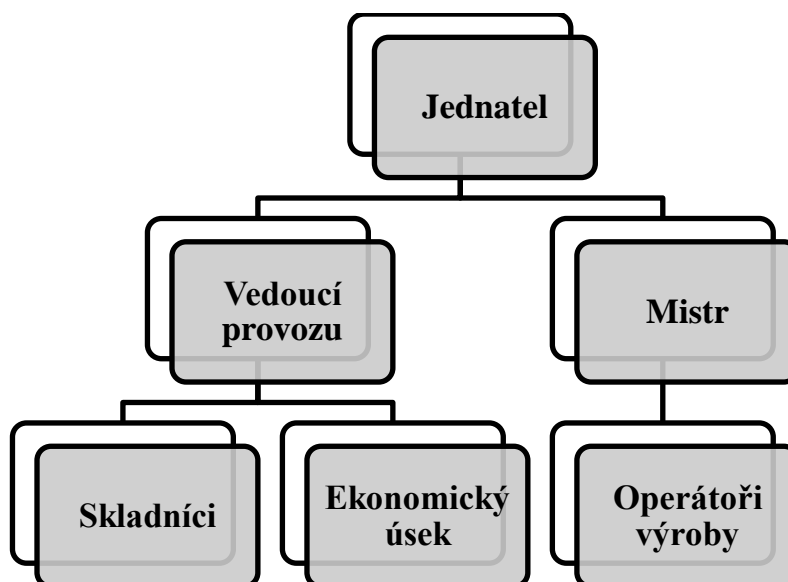 Jednatel
Vedoucí
provozu
Mistr
Skladníci
Ekonomický
úsek
Operátoři
výroby